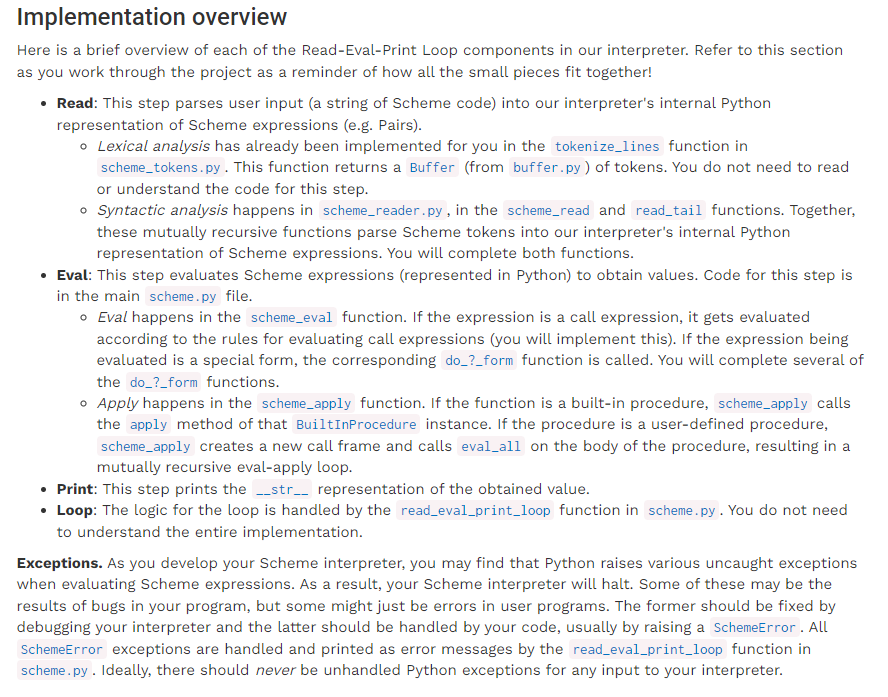 Implementation overview
Here is a brief overview of each of the Read-Eval-Print Loop components in our interpreter. Refer to this section
as you work through the project as a reminder of how all the small pieces fit together!
• Read: This step parses user input (a string of Scheme code) into our interpreter's internal Python
representation of Scheme expressions (e.g. Pairs).
◦ Lexical analysis has already been implemented for you in the tokenize_lines function in
scheme_tokens.py. This function returns a Buffer (from buffer.py) of tokens. You do not need to read
or understand the code for this step.
◦ Syntactic analysis happens in scheme_reader.py, in the scheme_read and read_tail functions. Together,
these mutually recursive functions parse Scheme tokens into our interpreter's internal Python
representation of Scheme expressions. You will complete both functions.
• Eval: This step evaluates Scheme expressions (represented in Python) to obtain values. Code for this step is
in the main scheme.py file.
◦ Eval happens in the scheme_eval function. If the expression is a call expression, it gets evaluated
according to the rules for evaluating call expressions (you will implement this). If the expression being
evaluated is a special form, the corresponding do_?_form function is called. You will complete several of
the do_?_form functions.
◦ Apply happens in the scheme_apply function. If the function is a built-in procedure, scheme_apply calls
the apply method of that BuiltInProcedure instance. If the procedure is a user-defined procedure,
scheme_apply creates a new call frame and calls eval_all on the body of the procedure, resulting in a
mutually recursive eval-apply loop.
• Print: This step prints the __str__ representation of the obtained value.
• Loop: The logic for the loop is handled by the read_eval_print_loop function in scheme.py. You do not need
to understand the entire implementation.
Exceptions. As you develop your Scheme interpreter, you may find that Python raises various uncaught exceptions
when evaluating Scheme expressions. As a result, your Scheme interpreter will halt. Some of these may be the
results of bugs in your program, but some might just be errors in user programs. The former should be fixed by
debugging your interpreter and the latter should be handled by your code, usually by raising a SchemeError. All
SchemeError exceptions are handled and printed as error messages by the read_eval_print_loop function in
scheme.py. Ideally, there should never be unhandled Python exceptions for any input to your interpreter.